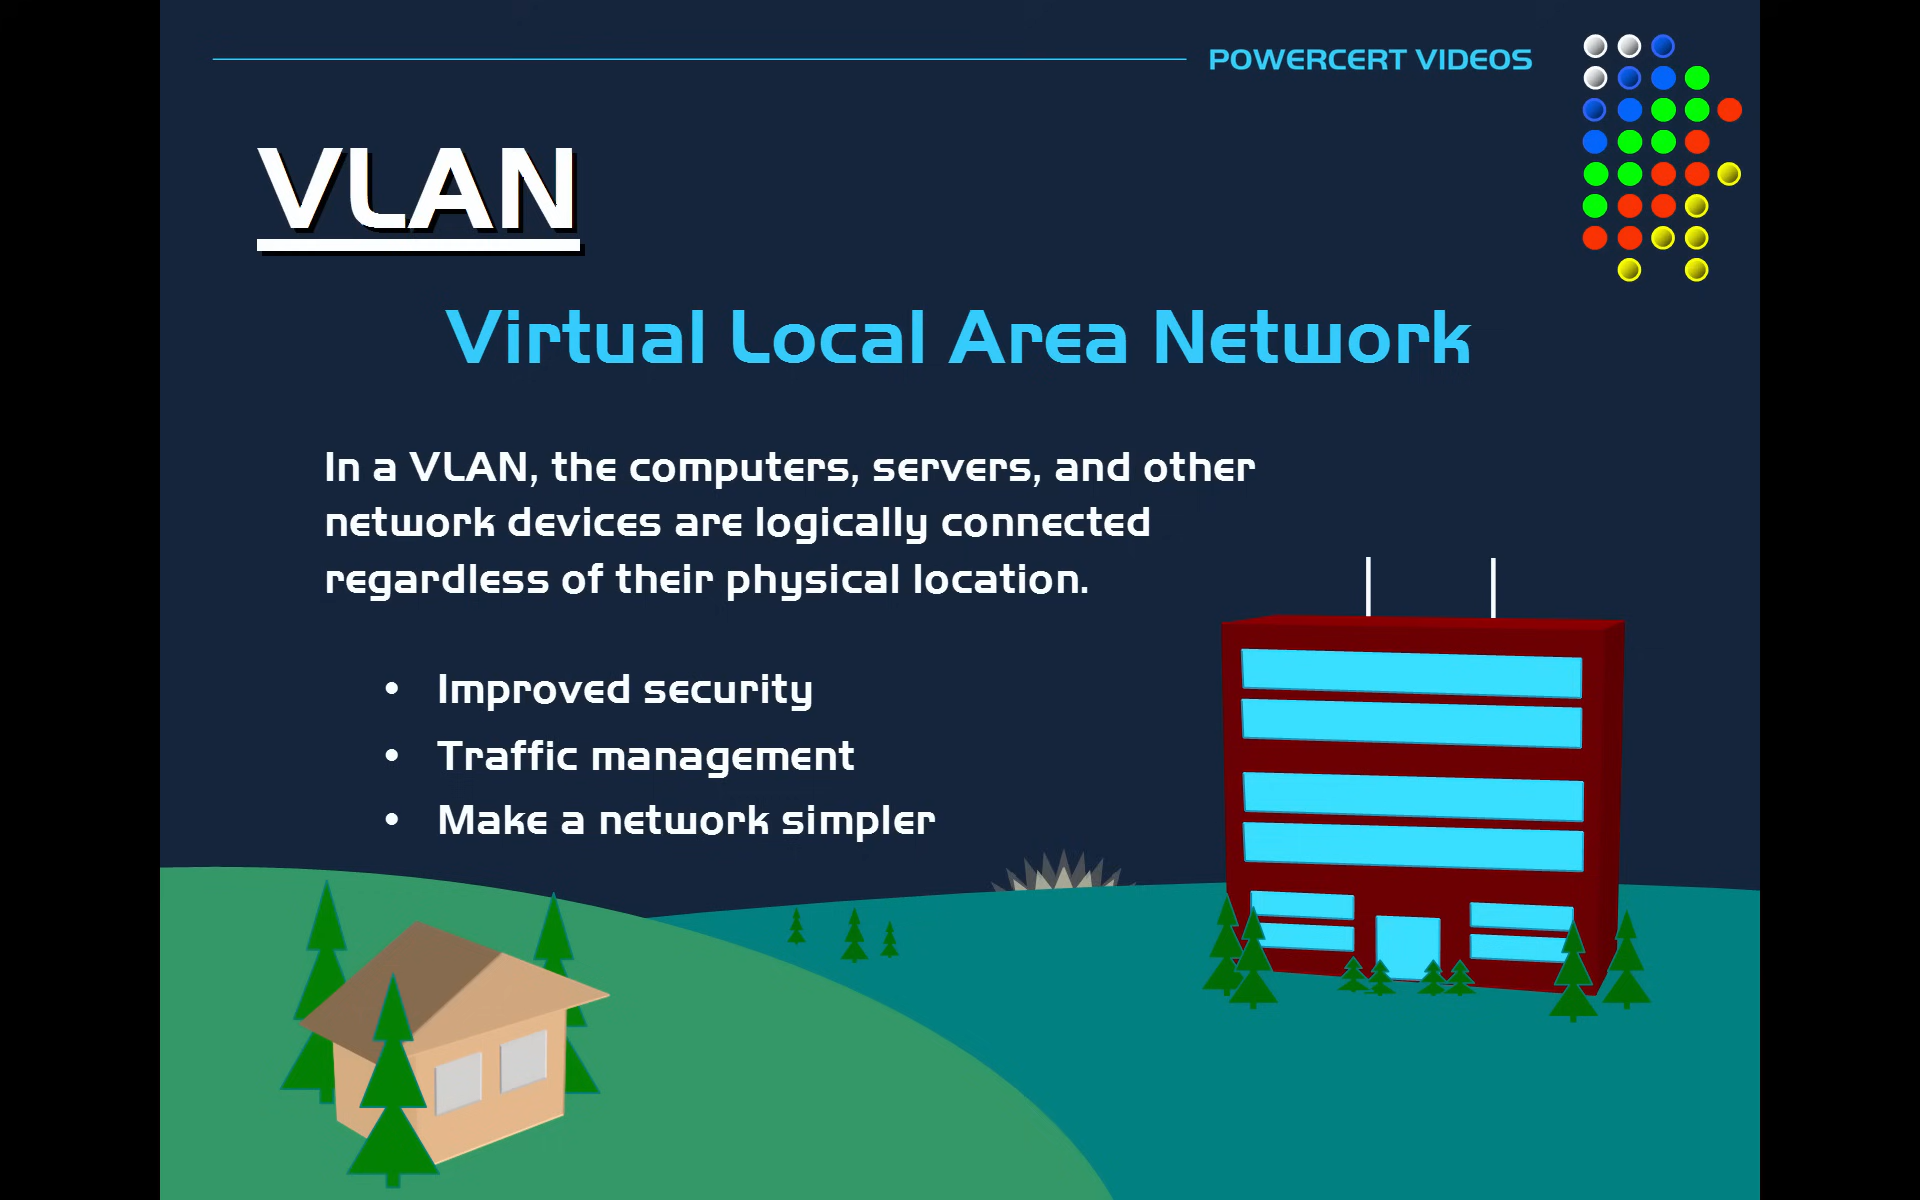 POWERCERT VIDEOS
VLAN
Virtual Local Area Network
In a VLAN, the computers, servers, and other
network devices are logically connected
regardless of their physical location.
• Improved security
• Traffic management
• Make a network simpler